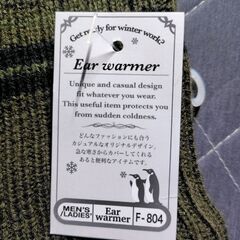 Get ready for winter work?
Ear warmer
Unique and casual design
fit whatever you wear.
This useful item protects you
from sudden coldness.
どんなファッションにも合う
カジュアルなオリジナルデザイン。
急な寒さからカバーしてくれる
あると便利なアイテムです。
MEN'S
/LADIES'
Ear
warmer
F-804